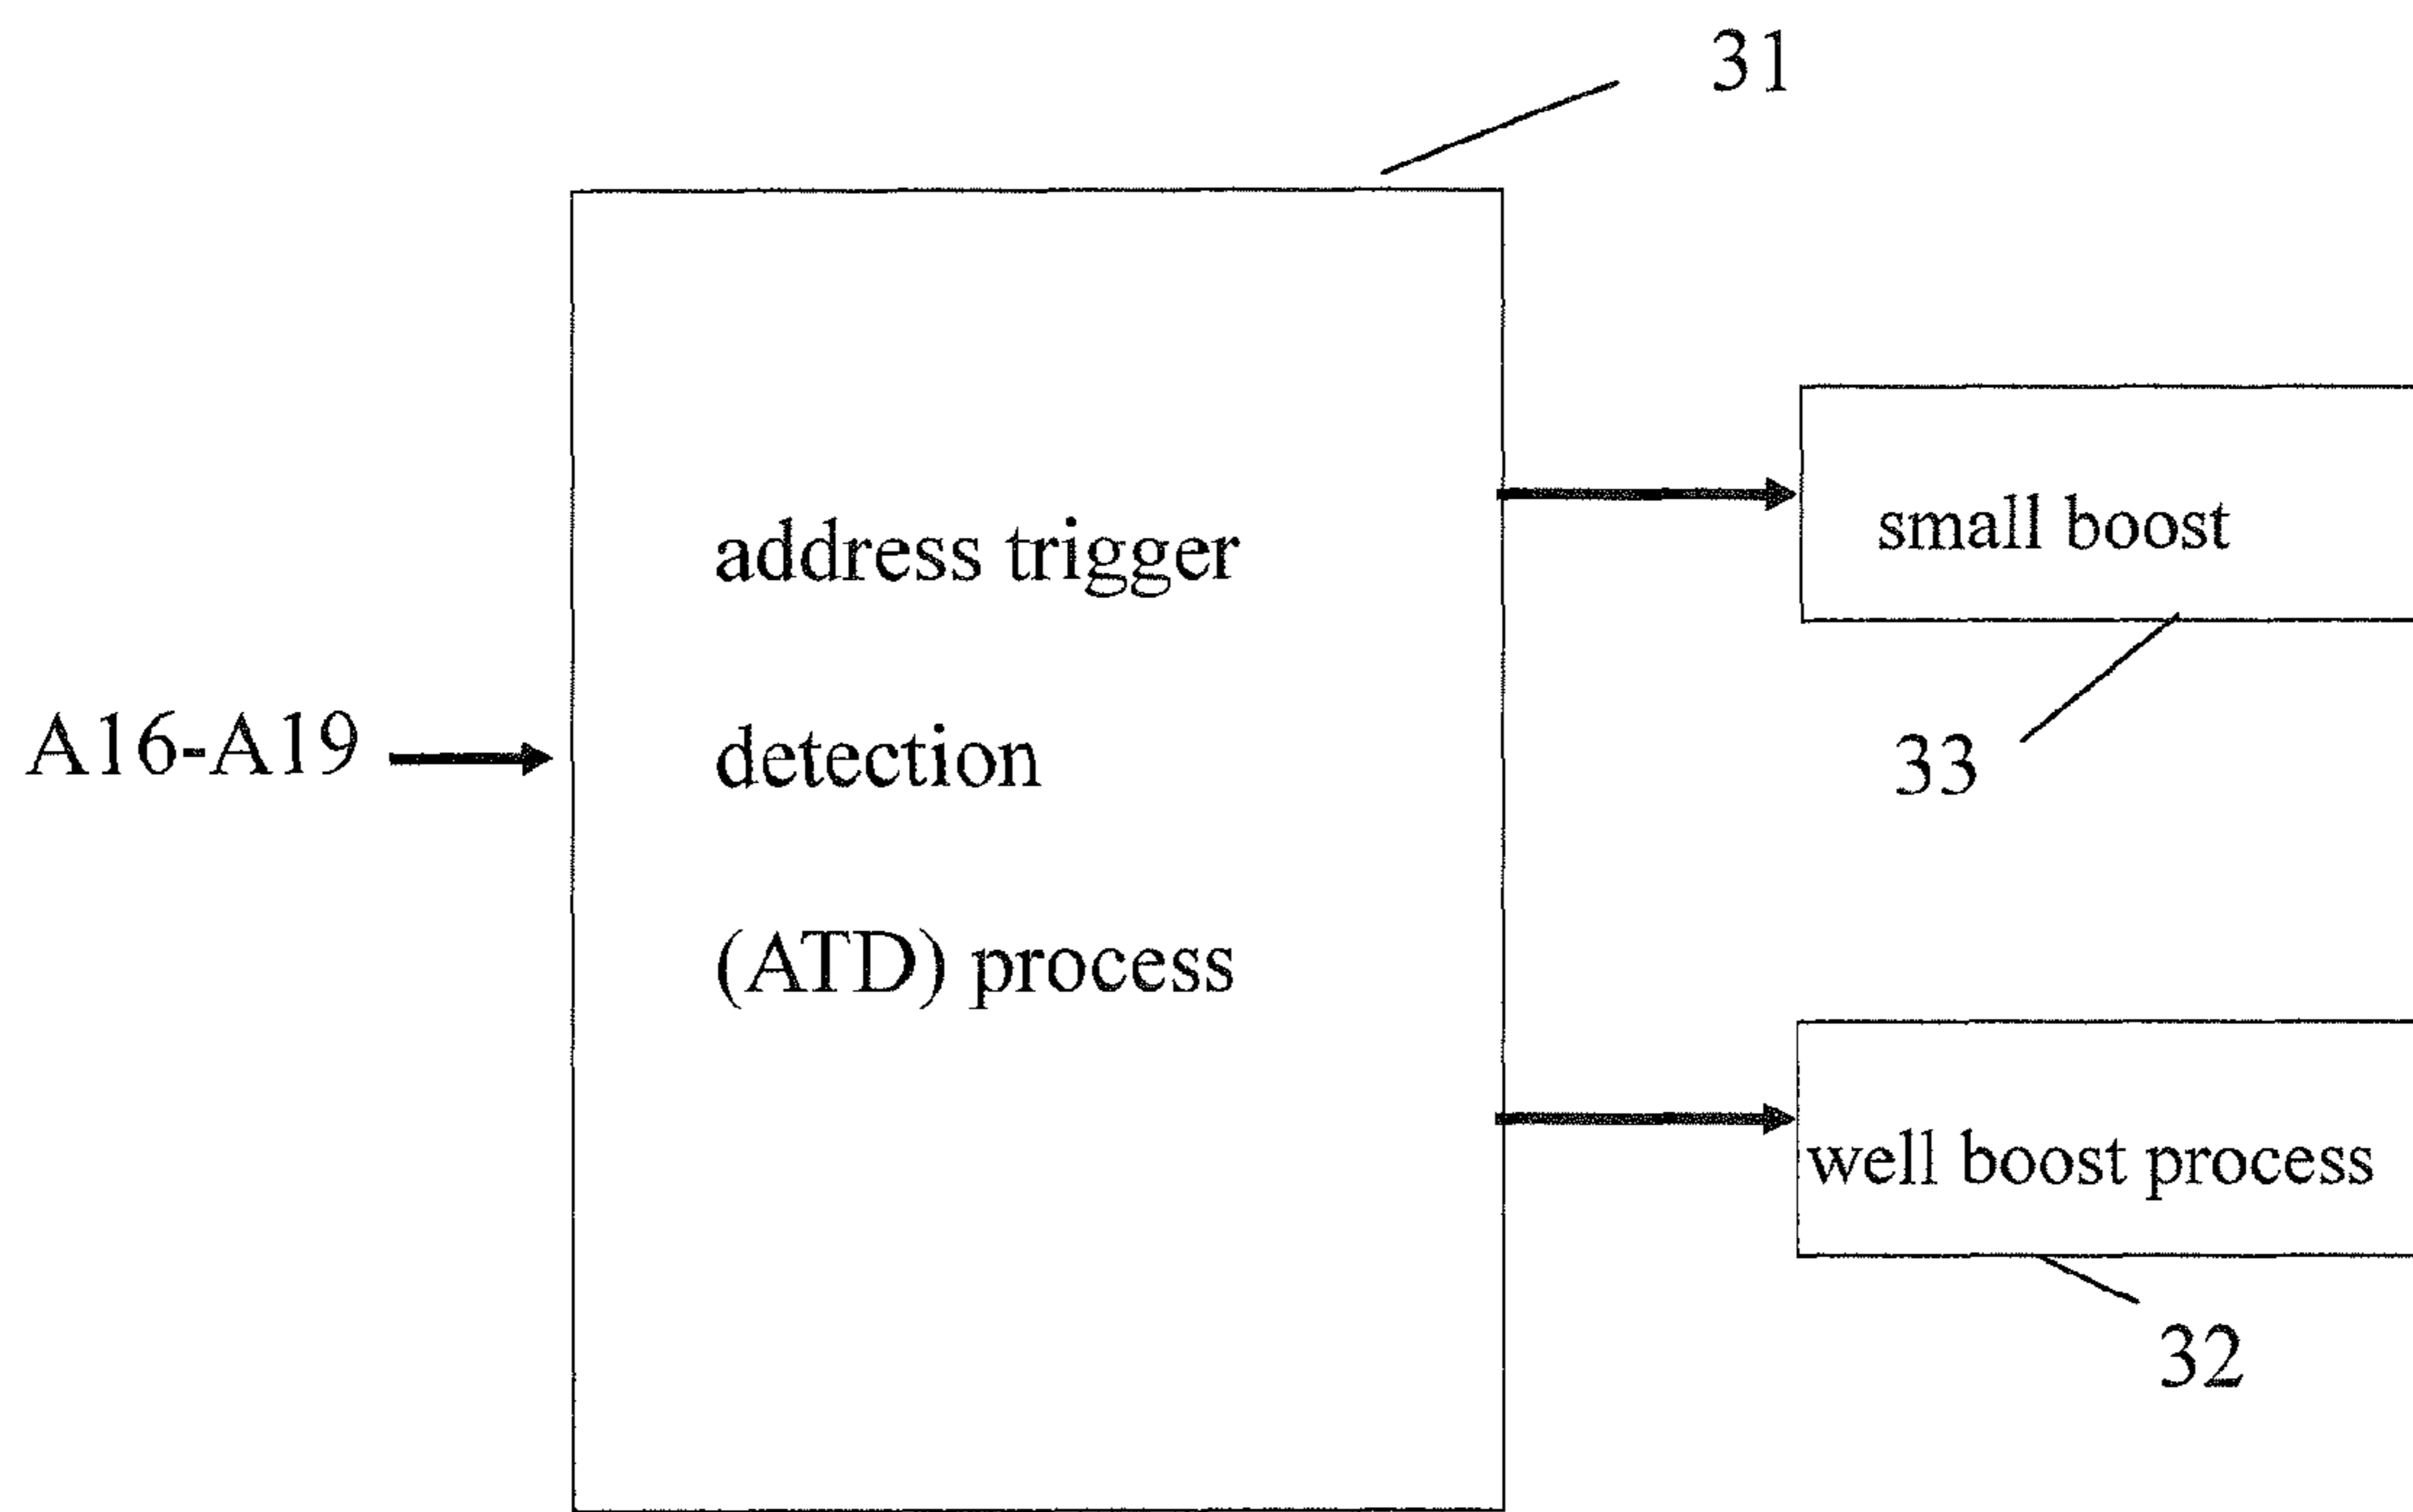 31
small boost
address trigger
A16-A19
detection
33
(ATD) process
well boost process
32